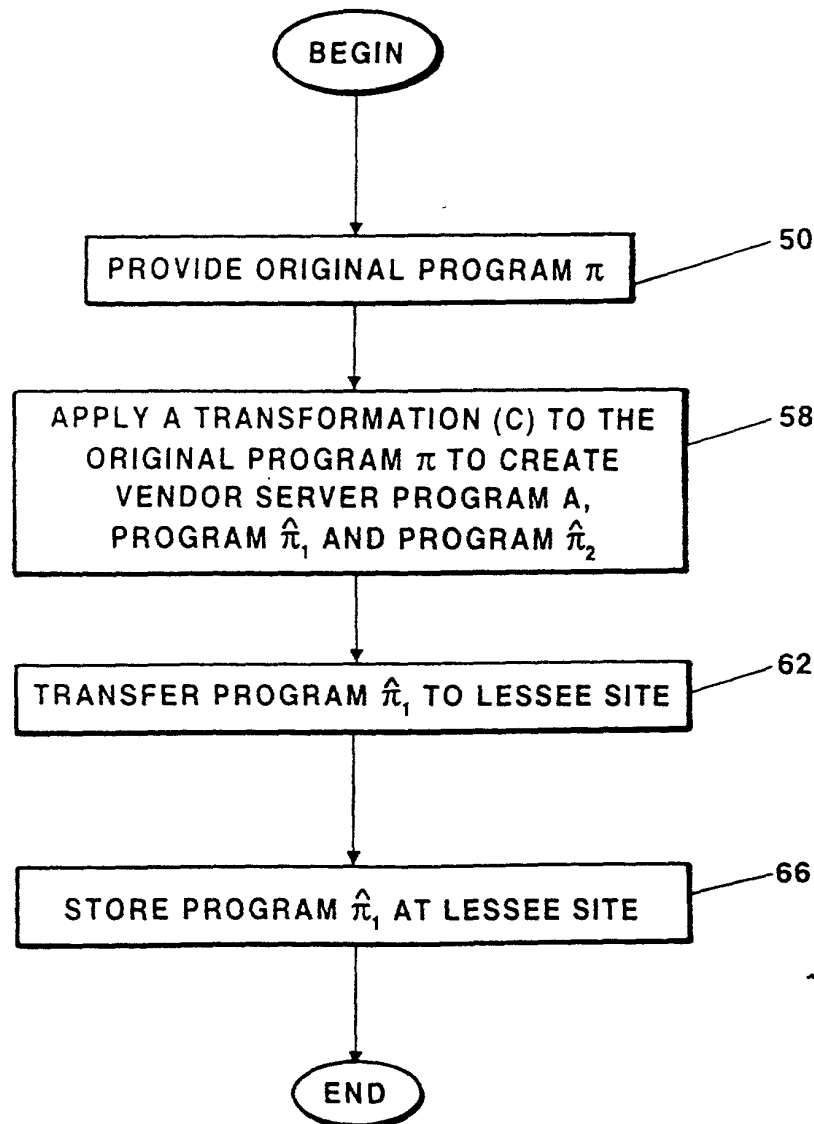 BEGIN
PROVIDE ORIGINAL PROGRAM π
50
APPLY A TRANSFORMATION (C) TO THE
ORIGINAL PROGRAM π TO CREATE
VENDOR SERVER PROGRAM A,
PROGRAM π̂₁ AND PROGRAM π̂₂
58
TRANSFER PROGRAM π̂₁ TO LESSEE SITE
62
STORE PROGRAM π̂₁ AT LESSEE SITE
66
END